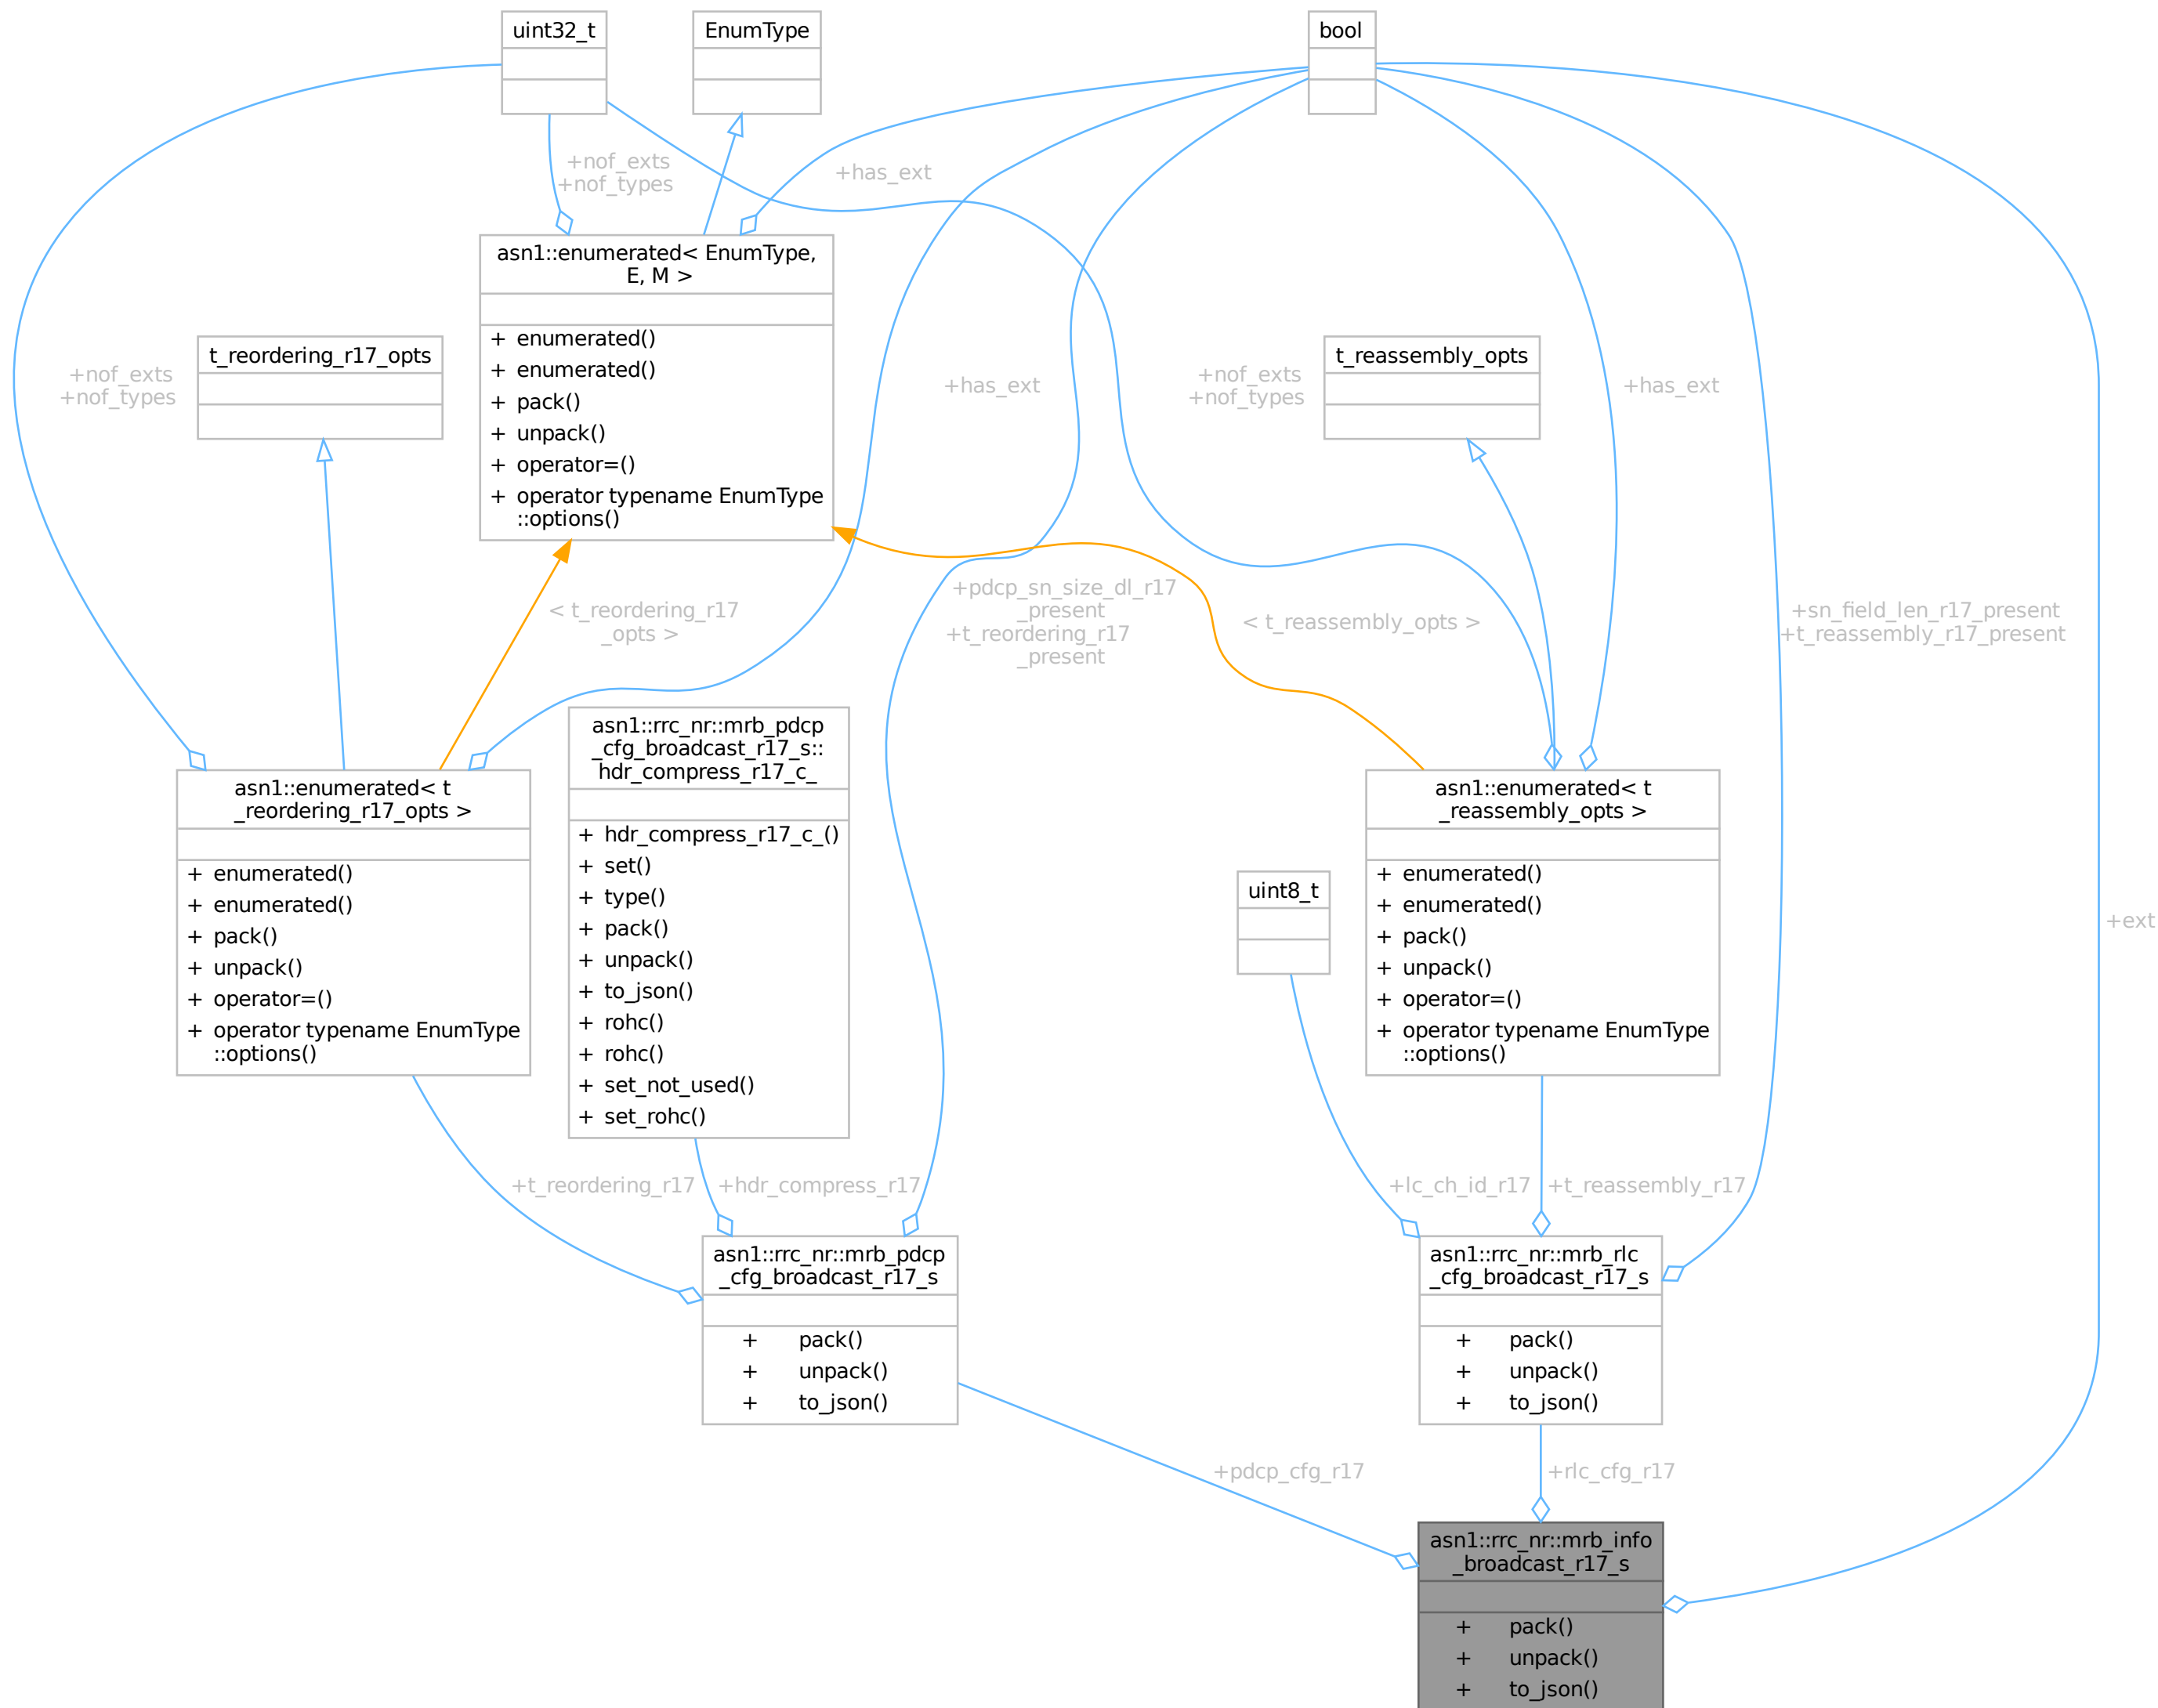 uint32_t
EnumType
bool
+nof_exts
+nof_types
+has_ext
asn1::enumerated< EnumType,
E, M >
+ enumerated()
+ enumerated()
+ pack()
+ unpack()
+ operator=()
+ operator typename EnumType
::options()
t_reordering_r17_opts
+nof_exts
+nof_types
+has_ext
+nof_exts
+nof_types
t_reassembly_opts
+has_ext
< t_reordering_r17
_opts >
+pdcp_sn_size_dl_r17
_present
+t_reordering_r17
_present
< t_reassembly_opts >
+sn_field_len_r17_present
+t_reassembly_r17_present
asn1::enumerated< t
_reordering_r17_opts >
+ enumerated()
+ enumerated()
+ pack()
+ unpack()
+ operator=()
+ operator typename EnumType
::options()
asn1::rrc_nr::mrb_pdcp
_cfg_broadcast_r17_s::
hdr_compress_r17_c_
+ hdr_compress_r17_c_()
+ set()
+ type()
+ pack()
+ unpack()
+ to_json()
+ rohc()
+ rohc()
+ set_not_used()
+ set_rohc()
uint8_t
asn1::enumerated< t
_reassembly_opts >
+ enumerated()
+ enumerated()
+ pack()
+ unpack()
+ operator=()
+ operator typename EnumType
::options()
+ext
+t_reordering_r17
+hdr_compress_r17
+lc_ch_id_r17
+t_reassembly_r17
asn1::rrc_nr::mrb_pdcp
_cfg_broadcast_r17_s
+ pack()
+ unpack()
+ to_json()
asn1::rrc_nr::mrb_rlc
_cfg_broadcast_r17_s
+ pack()
+ unpack()
+ to_json()
+pdcp_cfg_r17
+rlc_cfg_r17
asn1::rrc_nr::mrb_info
_broadcast_r17_s
+ pack()
+ unpack()
+ to_json()